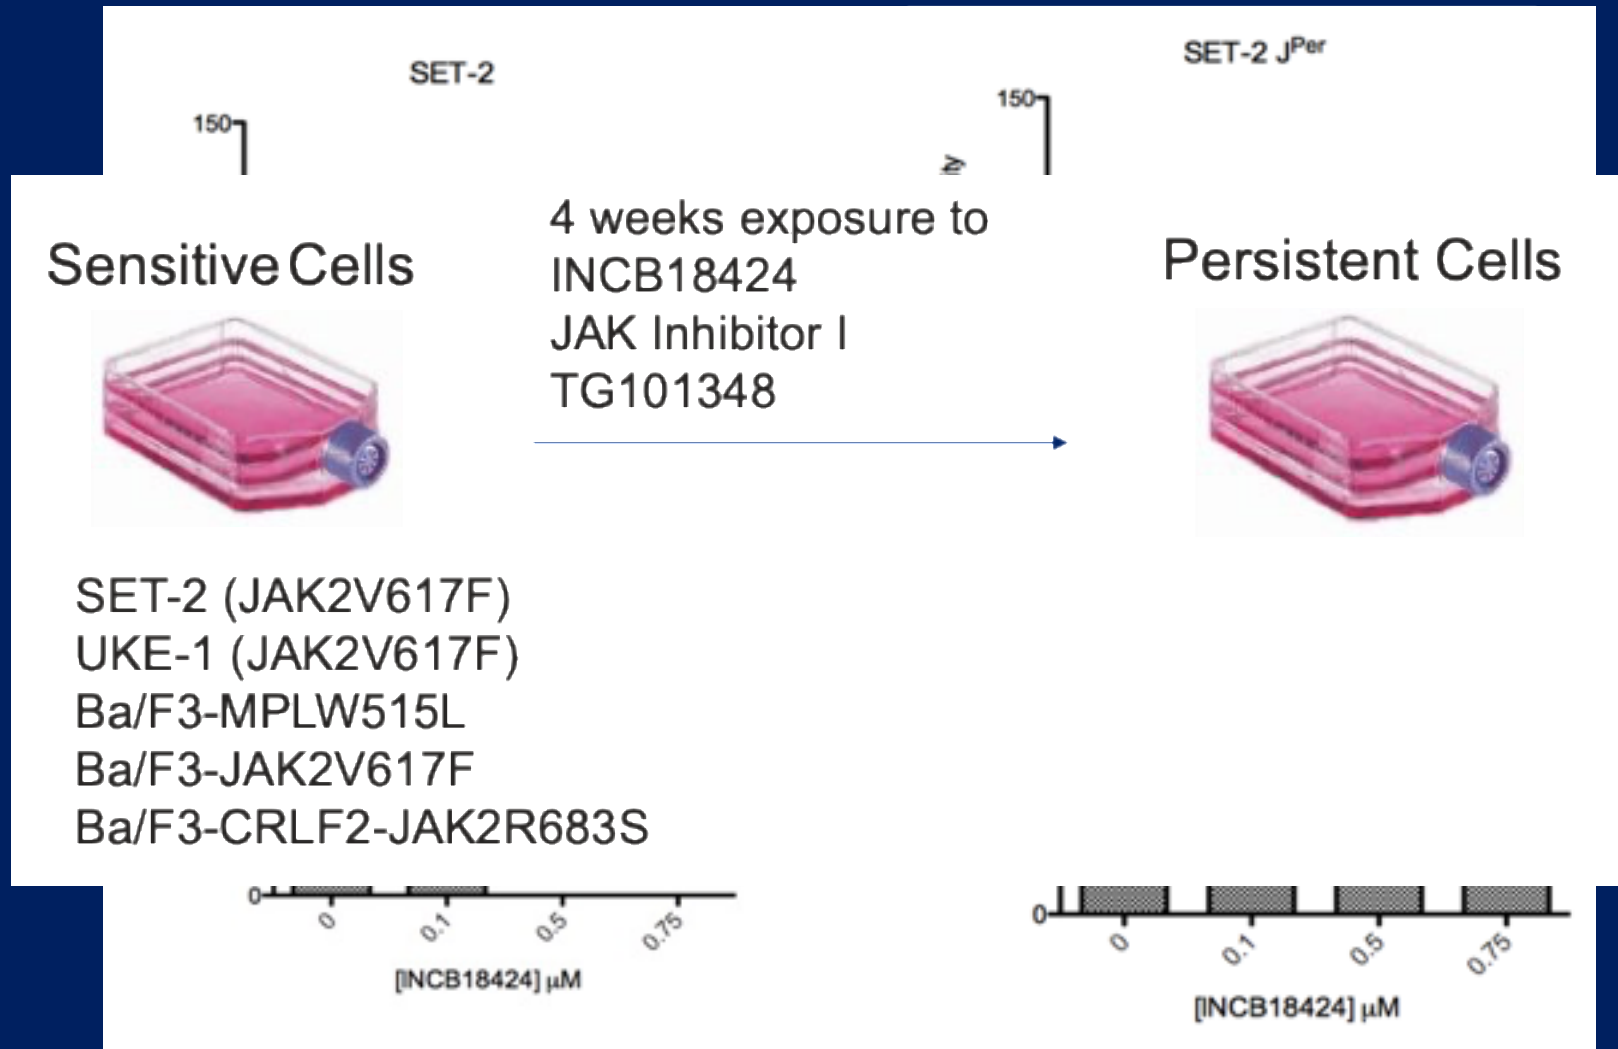 SET-2
SET-2 JPer
150
150
4 weeks exposure to
INCB18424
JAK Inhibitor I
TG101348
Sensitive Cells
Persistent Cells
SET-2 (JAK2V617F)
UKE-1 (JAK2V617F)
Ba/F3-MPLW515L
Ba/F3-JAK2V617F
Ba/F3-CRLF2-JAK2R683S
0
0 0.1 0.5 0.75
[INCB18424] μM
0
0 0.1 0.5 0.75
[INCB18424] μM